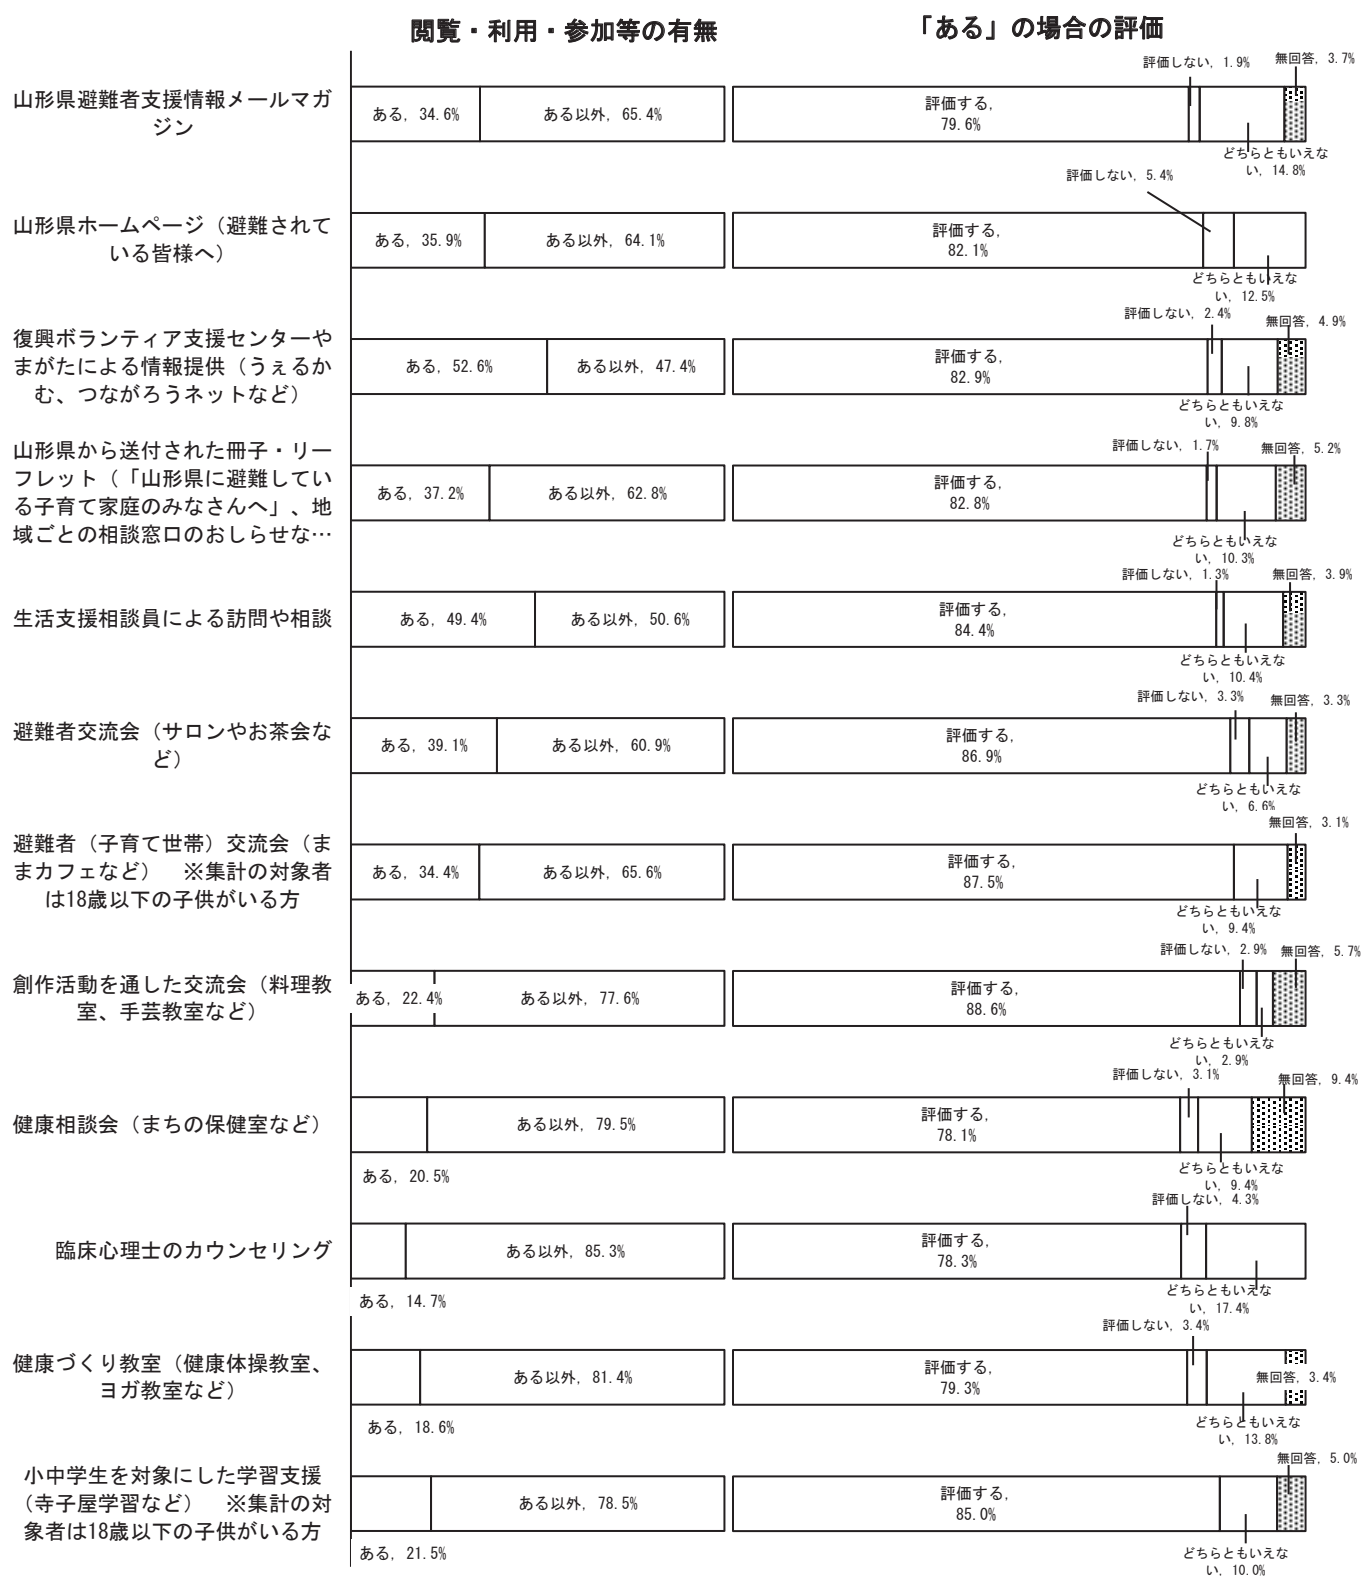 閲覧・利用・参加等の有無
「ある」の場合の評価
山形県避難者支援情報メールマガ
ジン
ある, 34.6%
ある以外, 65.4%
評価する,
79.6%
評価しない, 1.9%
無回答, 3.7%
どちらともいえな
い, 14.8%
山形県ホームページ（避難されて
いる皆様へ）
ある, 35.9%
ある以外, 64.1%
評価する,
82.1%
評価しない, 5.4%
どちらともいえな
い, 12.5%
復興ボランティア支援センターや
まがたによる情報提供（うぇるか
む、つながろうネットなど）
ある, 52.6%
ある以外, 47.4%
評価する,
82.9%
評価しない, 2.4%
無回答, 4.9%
どちらともいえな
い, 9.8%
山形県から送付された冊子・リー
フレット（「山形県に避難してい
る子育て家庭のみなさんへ」、地
域ごとの相談窓口のおしらせな…
ある, 37.2%
ある以外, 62.8%
評価する,
82.8%
評価しない, 1.7%
無回答, 5.2%
どちらともいえな
い, 10.3%
生活支援相談員による訪問や相談
ある, 49.4%
ある以外, 50.6%
評価する,
84.4%
評価しない, 1.3%
無回答, 3.9%
どちらともいえな
い, 10.4%
避難者交流会（サロンやお茶会な
ど）
ある, 39.1%
ある以外, 60.9%
評価する,
86.9%
評価しない, 3.3%
無回答, 3.3%
どちらともいえな
い, 6.6%
避難者（子育て世帯）交流会（ま
まカフェなど）　※集計の対象者
は18歳以下の子供がいる方
ある, 34.4%
ある以外, 65.6%
評価する,
87.5%
無回答, 3.1%
どちらともいえな
い, 9.4%
創作活動を通した交流会（料理教
室、手芸教室など）
ある, 22.4%
ある以外, 77.6%
評価する,
88.6%
評価しない, 2.9%
無回答, 5.7%
どちらともいえな
い, 2.9%
健康相談会（まちの保健室など）
ある, 20.5%
ある以外, 79.5%
評価する,
78.1%
評価しない, 3.1%
無回答, 9.4%
どちらともいえな
い, 9.4%
臨床心理士のカウンセリング
ある, 14.7%
ある以外, 85.3%
評価する,
78.3%
評価しない, 4.3%
どちらともいえな
い, 17.4%
健康づくり教室（健康体操教室、
ヨガ教室など）
ある, 18.6%
ある以外, 81.4%
評価する,
79.3%
評価しない, 3.4%
無回答, 3.4%
どちらともいえな
い, 13.8%
小中学生を対象にした学習支援
（寺子屋学習など）　※集計の対
象者は18歳以下の子供がいる方
ある, 21.5%
ある以外, 78.5%
評価する,
85.0%
無回答, 5.0%
どちらともいえな
い, 10.0%